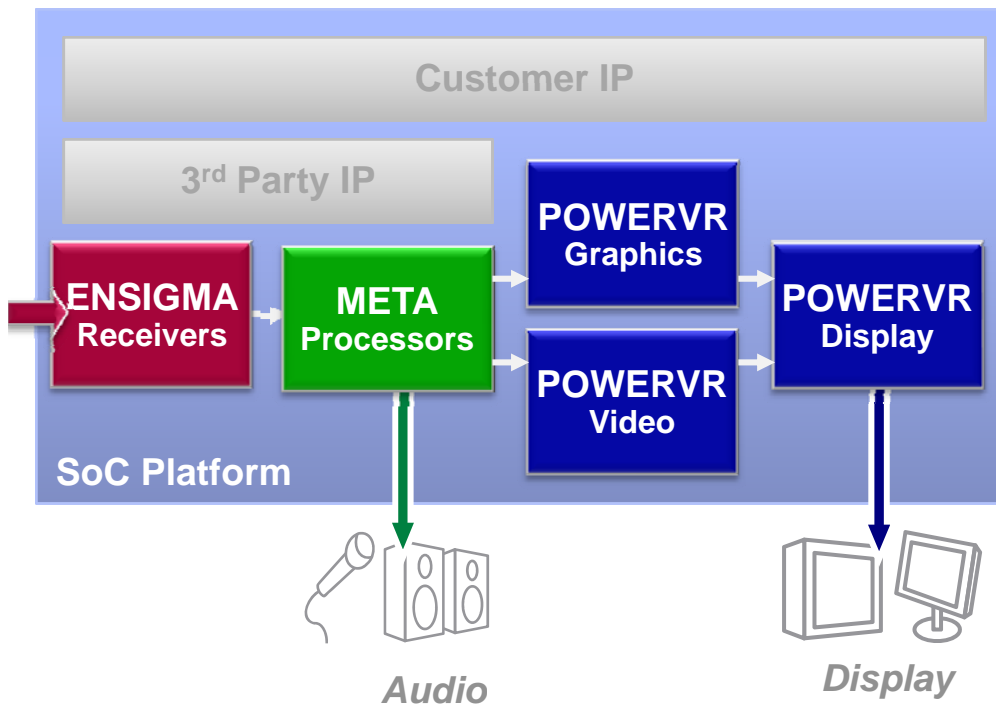 Customer IP
3rd Party IP
POWERVR
Graphics
ENSIGMA
Receivers
META
Processors
POWERVR
Display
POWERVR
Video
SoC Platform
Audio
Display